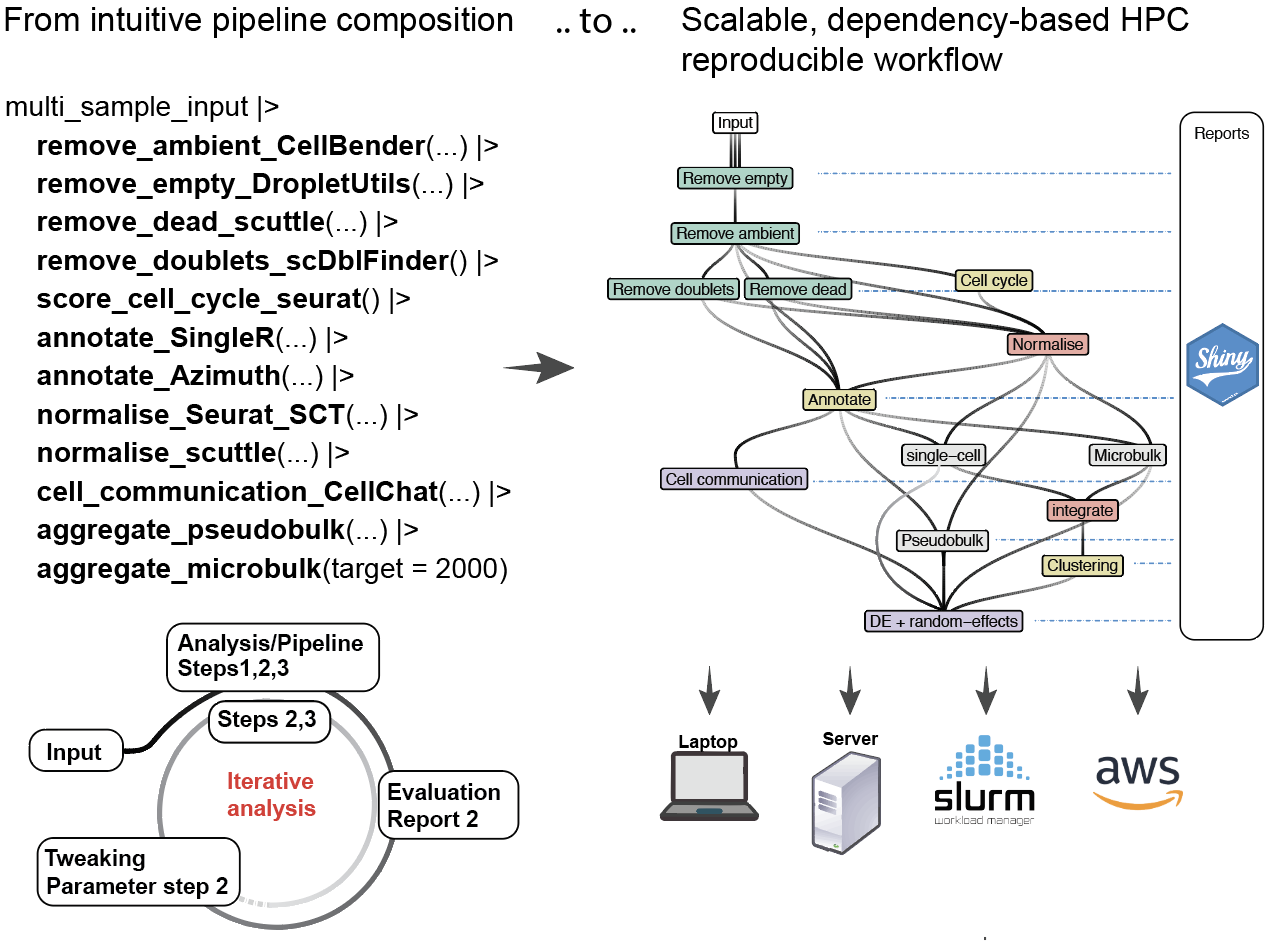 From intuitive pipeline composition
.. to ..
Scalable, dependency-based HPC
reproducible workflow
multi_sample_input |>
remove_ambient_CellBender(...) |>
remove_empty_DropletUtils(...) |>
remove_dead_scuttle(...) |>
remove_doublets_scDblFinder() |>
score_cell_cycle_seurat() |>
annotate_SingleR(...) |>
annotate_Azimuth(...) |>
normalise_Seurat_SCT(...) |>
normalise_scuttle(...) |>
cell_communication_CellChat(...) |>
aggregate_pseudobulk(...) |>
aggregate_microbulk(target = 2000)
Analysis/Pipeline
Steps1,2,3
Steps 2,3
Input
Iterative
analysis
Evaluation
Report 2
Tweaking
Parameter step 2
Input
Remove empty
Remove ambient
Remove doublets
Remove dead
Cell cycle
Normalise
Annotate
single–cell
Microbulk
Cell communication
integrate
Pseudobulk
Clustering
DE + random–effects
Reports
Shiny
Laptop
Server
slurm
workload manager
aws